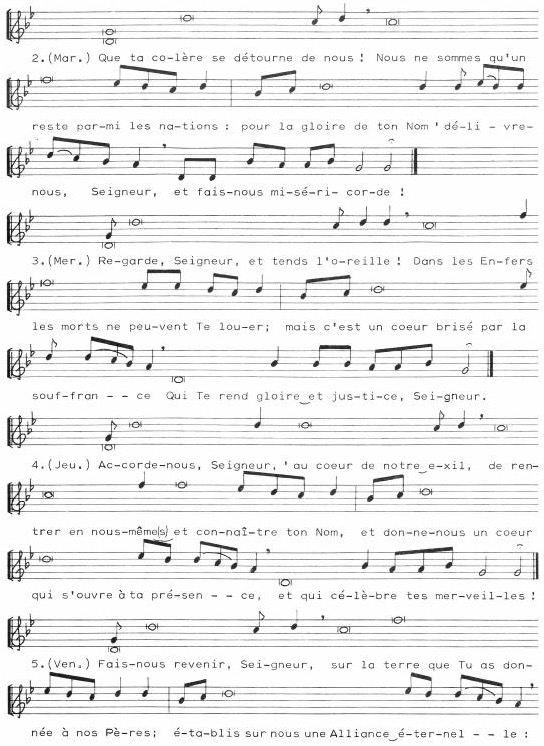 2.(Mar.) Que ta co-lère se détourne de nous ! Nous ne sommes qu'un
reste par-mi les na-tions : pour la gloire de ton Nom 'dé-li - vre-
nous, Seigneur, et fais-nous mi-sé-ri-cor-de !
3.(Mer.) Re-garde, Seigneur, et tends l'o-reille ! Dans les En-fers
les morts ne peu-vent Te lou-er; mais c'est un coeur brisé par la
souf-fran - - ce Qui Te rend gloire et jus-ti-ce, Sei-gneur.
4.(Jeu.) Ac-corde-nous, Seigneur, 'au coeur de notre exil, de ren-
trer en nous-même(s) et con-naî-tre ton Nom, et don-ne-nous un coeur
qui s'ouvre à ta pré-sen - - ce, et qui cé-lè-bre tes mer-veil-les !
5.(Ven.) Fais-nous revenir, Sei-gneur, sur la terre que Tu as don-
née à nos Pè-res; é-ta-blis sur nous une Alliance é-ter-nel - - le :